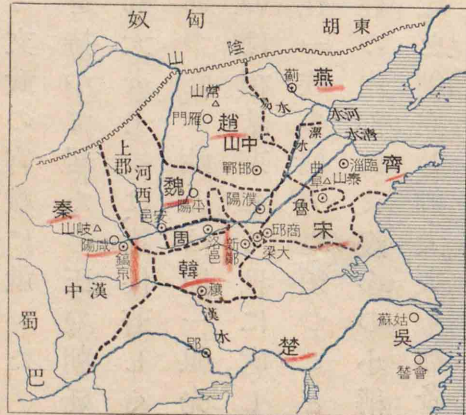 匈奴
東胡
陰山
燕
薊
常山
雁門
趙
易水
河水
濟水
漯水
中山
邯鄲
上郡
河西
魏
平陽
安邑
濮陽
齊
臨淄
泰山
曲阜
魯
秦
岐山
咸陽
鎬京
周
洛邑
新鄭
大梁
商邱
宋
韓
穰
漢中
漢水
蜀
巴
郢
楚
吳
姑蘇
會稽